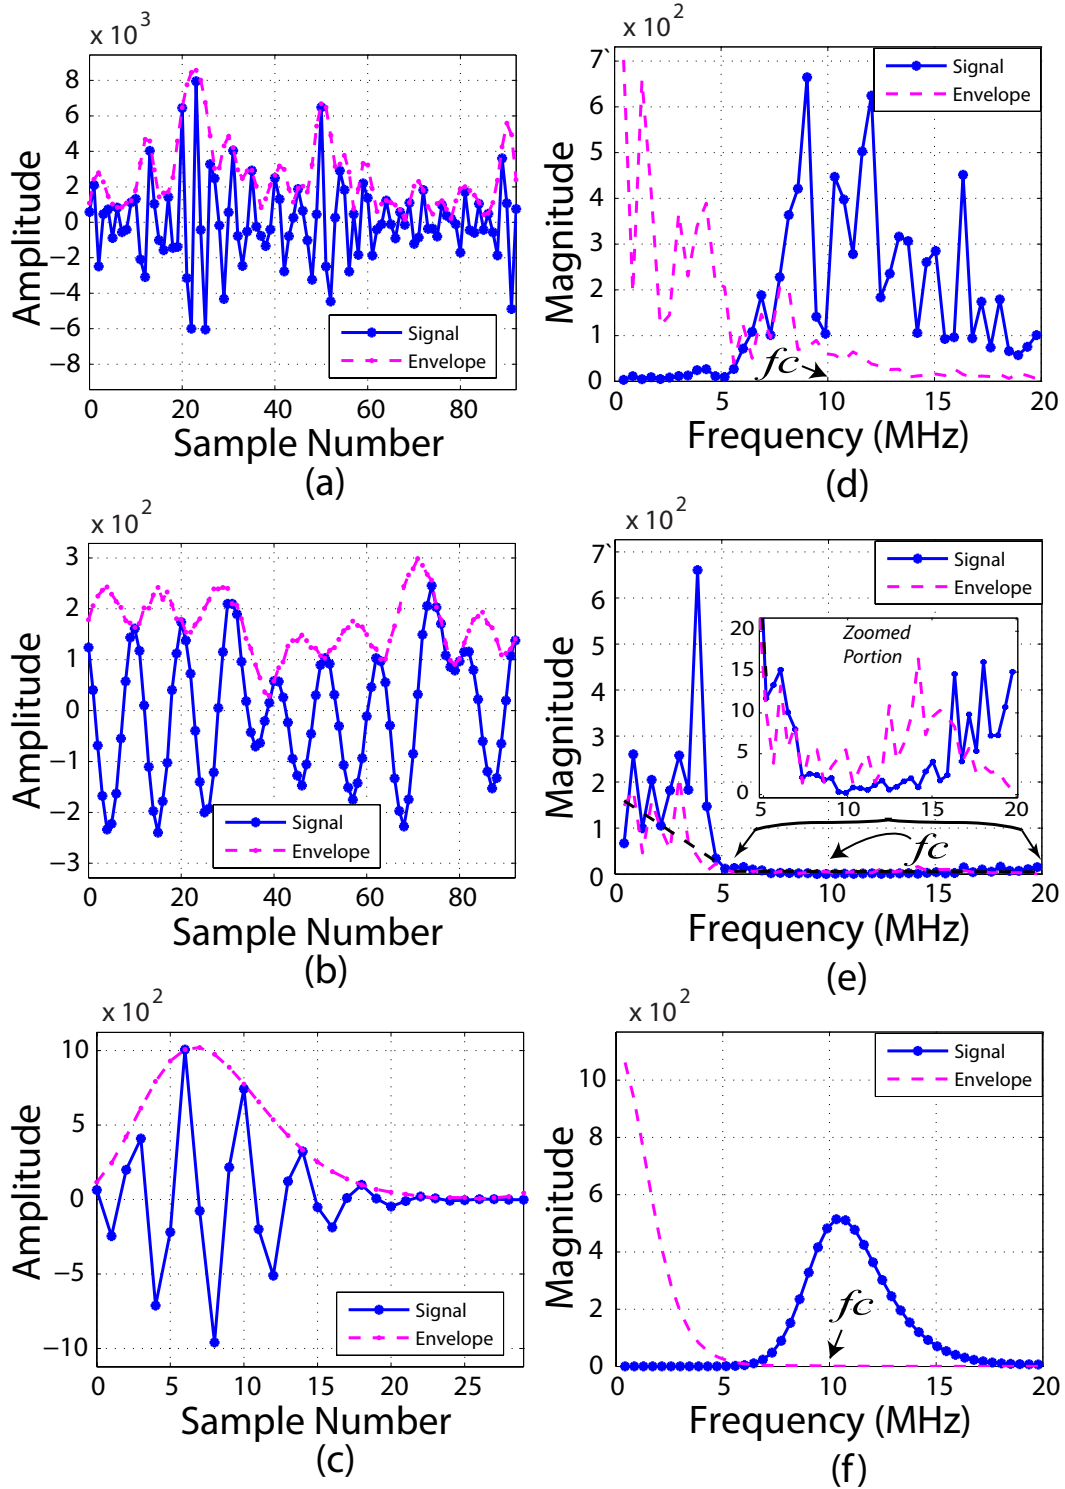 x 10³
8
6
4
2
0
−2
−4
−6
−8
Amplitude
Signal
Envelope
0 20 40 60 80
Sample Number
(a)
x 10²
7`
6
5
4
3
2
1
0
Magnitude
Signal
Envelope
fc
0 5 10 15 20
Frequency (MHz)
(d)
x 10²
3
2
1
0
−1
−2
−3
Amplitude
Signal
Envelope
0 20 40 60 80
Sample Number
(b)
x 10²
7`
6
5
4
3
2
1
0
Magnitude
Signal
Envelope
Zoomed
Portion
20
15
10
5
0
5 10 15 20
fc
0 5 10 15 20
Frequency (MHz)
(e)
x 10²
10
5
0
−5
−10
Amplitude
Signal
Envelope
0 5 10 15 20 25
Sample Number
(c)
x 10²
10
8
6
4
2
0
Magnitude
Signal
Envelope
fc
0 5 10 15 20
Frequency (MHz)
(f)